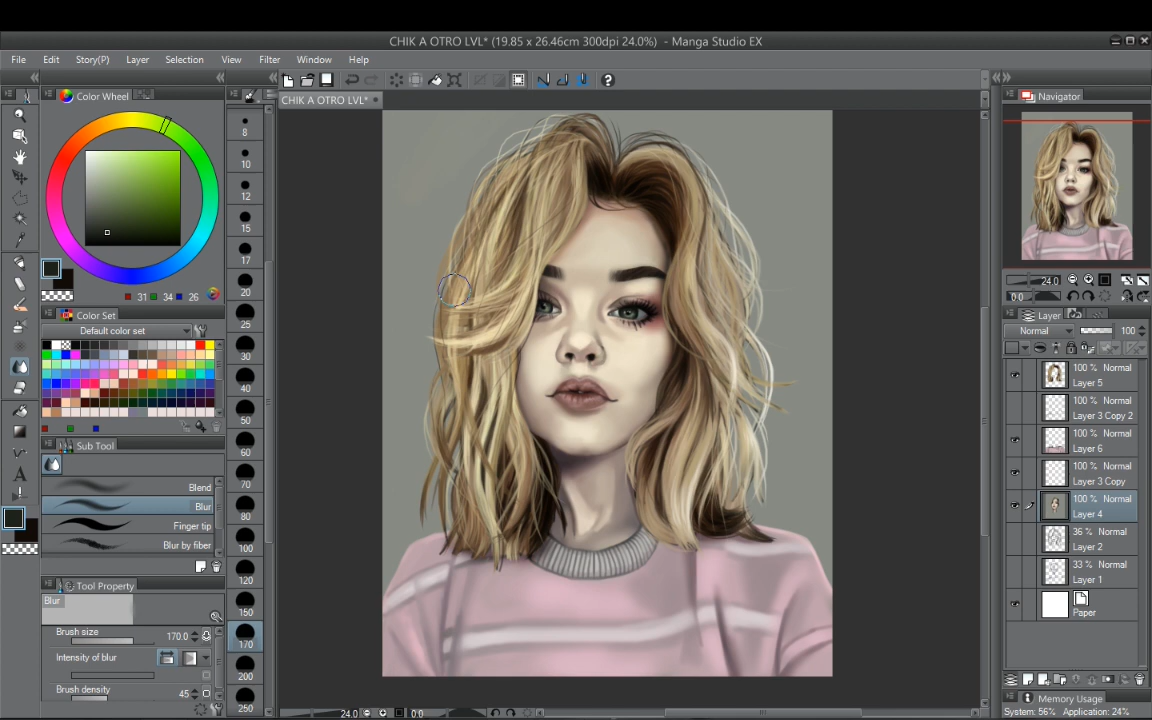 CHIK A OTRO LVL* (19.85 x 26.46cm 300dpi 24.0%) - Manga Studio EX
File Edit Story(P) Layer Selection View Filter Window Help
Color Wheel
CHIK A OTRO LVL*
Navigator
8
10
12
15
17
20
25
30
40
50
60
70
80
100
120
150
170
200
250
31 34 26
Color Set
Default color set
Sub Tool
Blend
Blur
Finger tip
Blur by fiber
Tool Property
Blur
Brush size 170.0
Intensity of blur
Brush density 45
24.0 0.0
24.0
0.0
Layer
Normal 100
100 % Normal
Layer 5
100 % Normal
Layer 3 Copy 2
100 % Normal
Layer 6
100 % Normal
Layer 3 Copy
100 % Normal
Layer 4
36 % Normal
Layer 2
33 % Normal
Layer 1
Paper
Memory Usage
System: 56% Application: 24%